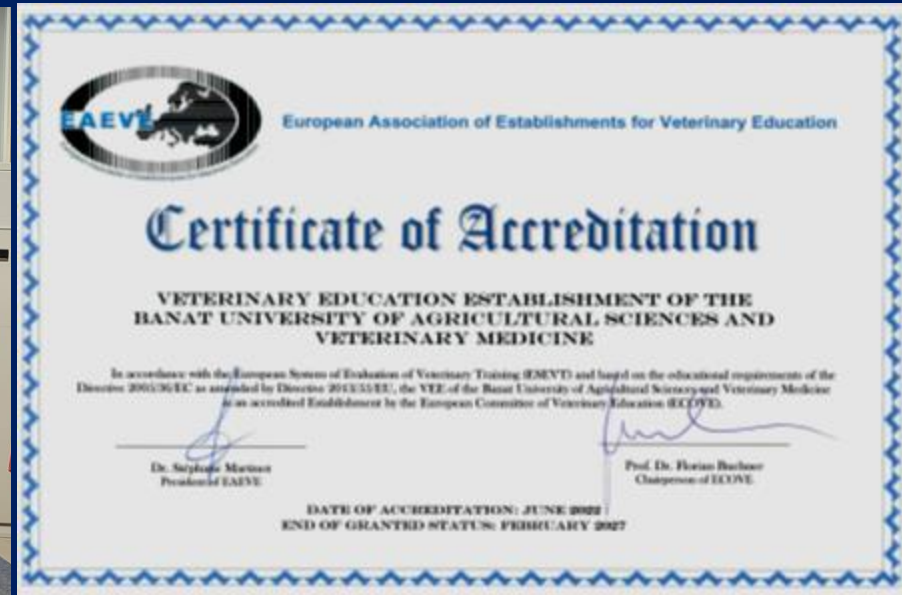 EAEVE
European Association of Establishments for Veterinary Education
Certificate of Accreditation
VETERINARY EDUCATION ESTABLISHMENT OF THE
BANAT UNIVERSITY OF AGRICULTURAL SCIENCES AND
VETERINARY MEDICINE
In accordance with the European System of Evaluation of Veterinary Training (ESEVT) and based on the educational requirements of the
Directive 2005/36/EC as amended by Directive 2013/55/EU, the VEE of the Banat University of Agricultural Sciences and Veterinary Medicine
is an accredited Establishment by the European Committee of Veterinary Education (ECOVE).
Dr. Stéphane Martinot
President of EAEVE
Prof. Dr. Florian Buchner
Chairperson of ECOVE
DATE OF ACCREDITATION: JUNE 2022
END OF GRANTED STATUS: FEBRUARY 2027